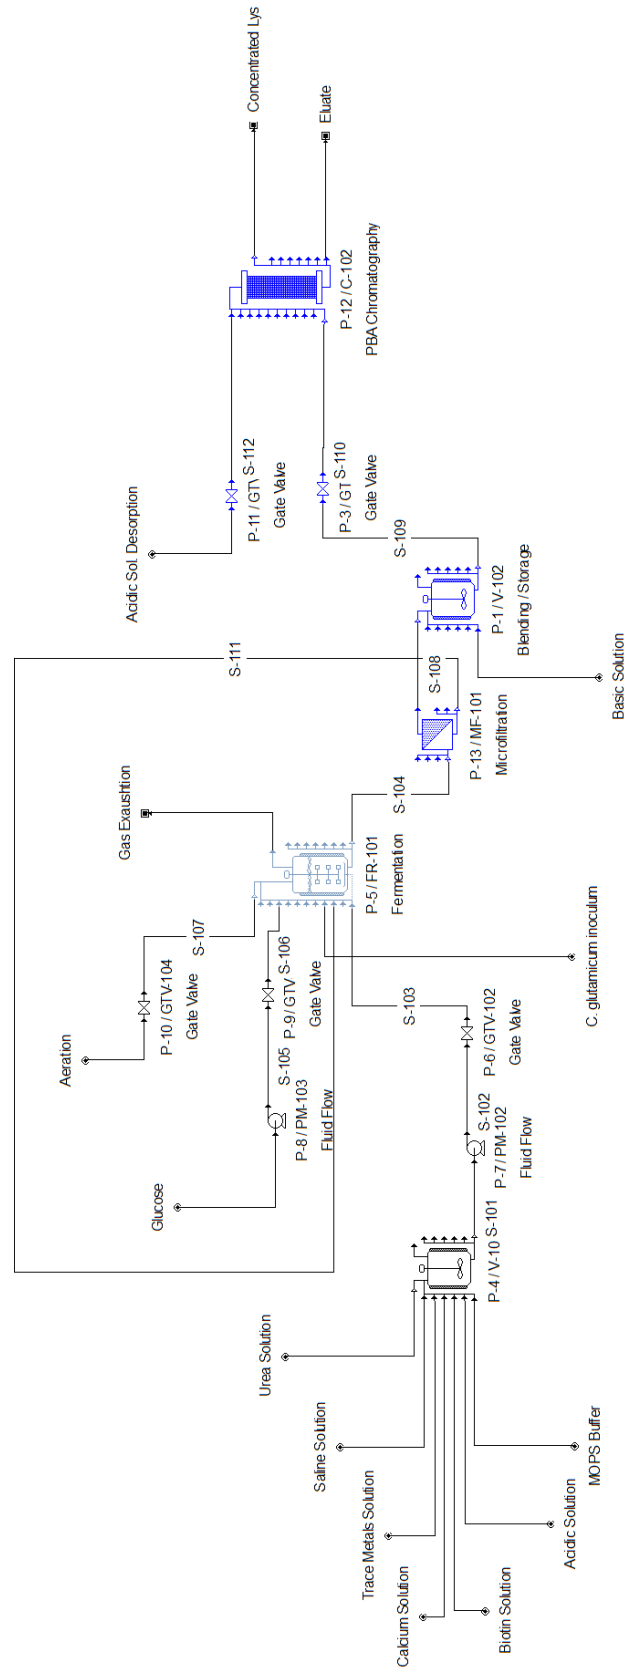 Urea Solution
Saline Solution
Trace Metals Solution
Calcium Solution
Biotin Solution
Acidic Solution
MOPS Buffer
P-4 / V-10
S-101
P-7 / PM-102
Fluid Flow
S-102
P-6 / GTV-102
Gate Valve
S-103
Glucose
P-8 / PM-103
Fluid Flow
S-105
P-9 / GTV
Gate Valve
S-106
Aeration
P-10 / GTV-104
Gate Valve
S-107
C. glutamicum inoculum
P-5 / FR-101
Fermentation
Gas Exaushtion
S-104
P-13 / MF-101
Microfiltration
S-108
S-111
Basic Solution
P-1 / V-102
Blending / Storage
S-109
P-3 / GT
Gate Valve
S-110
Acidic Sol. Desorption
P-11 / GTV
Gate Valve
S-112
P-12 / C-102
PBA Chromatography
Concentrated Lys
Eluate